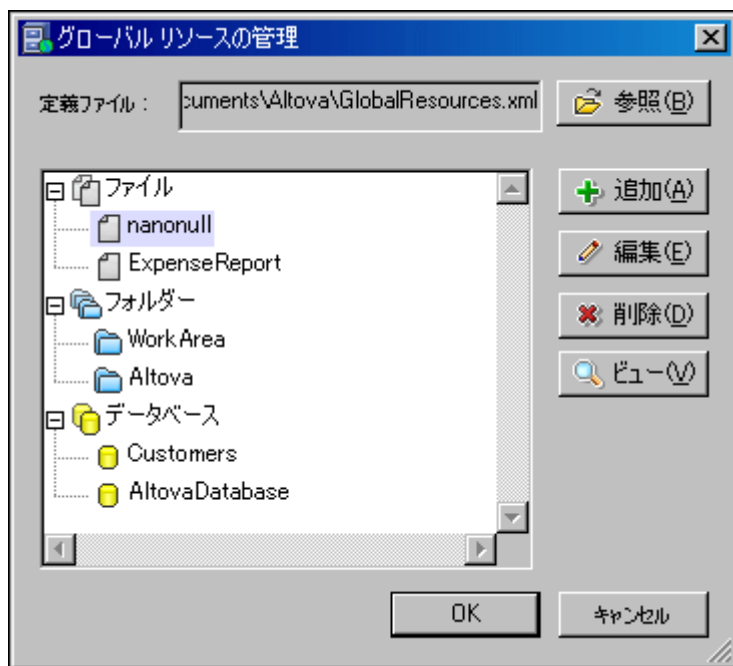 グローバル リソースの管理
定義ファイル：
cuments\Altova\GlobalResources.xml
参照(B)
ファイル
nanonull
ExpenseReport
フォルダー
WorkArea
Altova
データベース
Customers
AltovaDatabase
追加(A)
編集(E)
削除(D)
ビュー(V)
OK
キャンセル